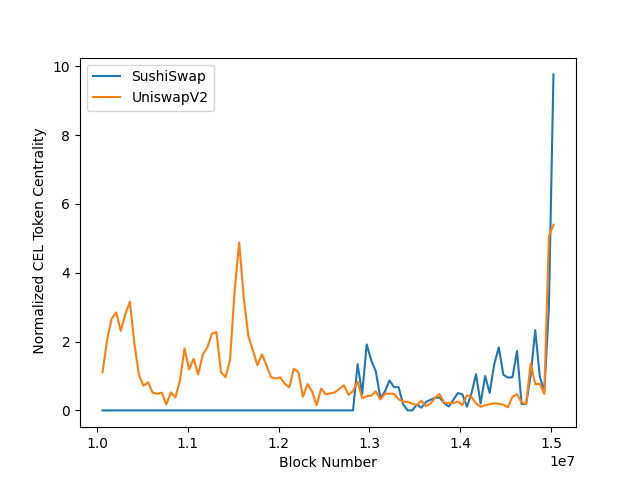 SushiSwap
UniswapV2
Normalized CEL Token Centrality
10
8
6
4
2
0
1.0 1.1 1.2 1.3 1.4 1.5
1e7
Block Number